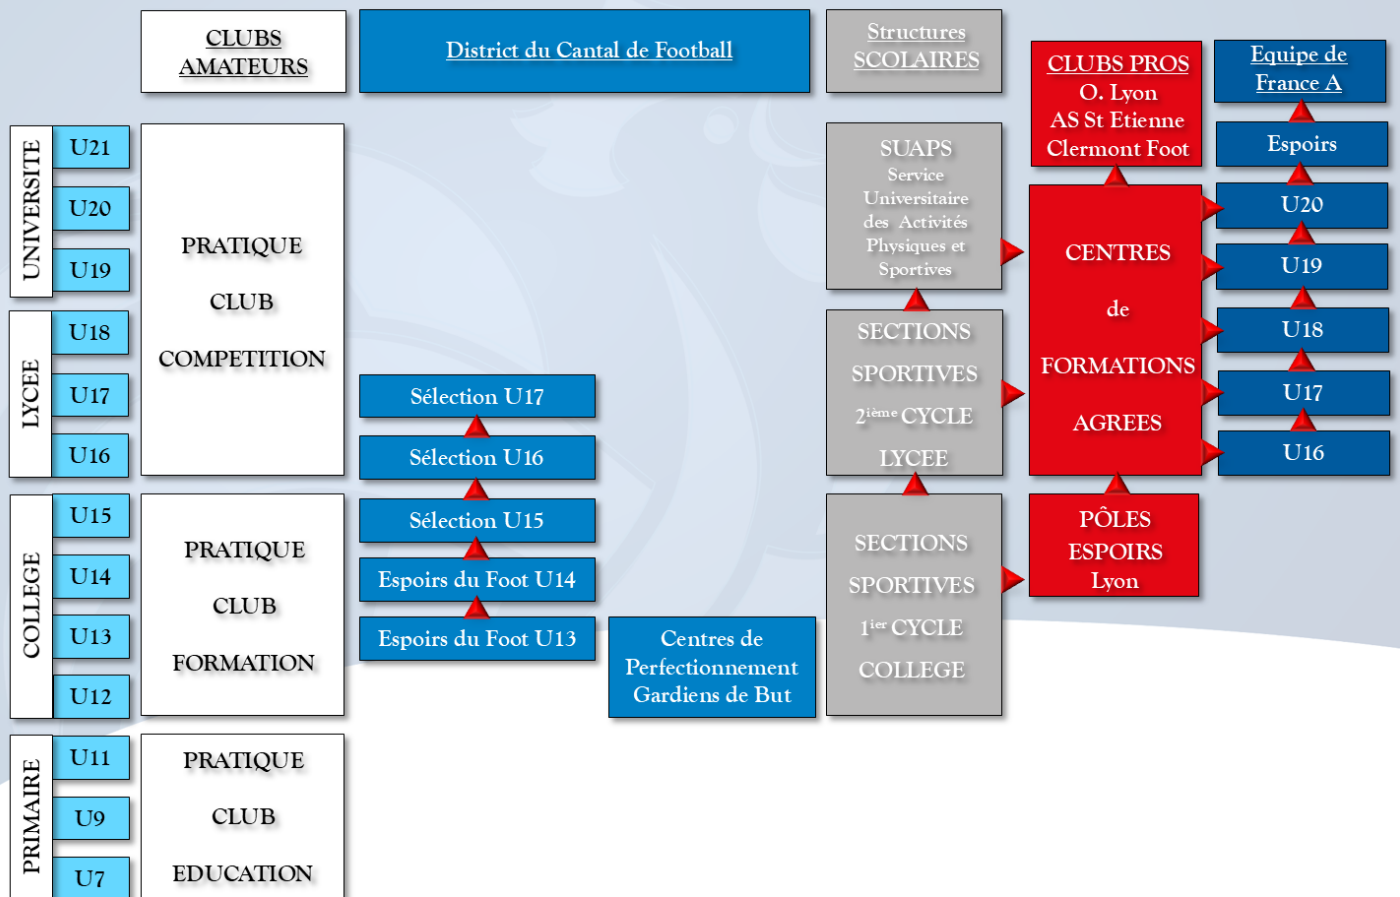 CLUBS
AMATEURS
District du Cantal de Football
Structures
SCOLAIRES
CLUBS PROS
O. Lyon
AS St Etienne
Clermont Foot
Equipe de
France A
Espoirs
U20
U19
U18
U17
U16
UNIVERSITE
U21
U20
U19
LYCEE
U18
U17
U16
COLLEGE
U15
U14
U13
U12
PRIMAIRE
U11
U9
U7
PRATIQUE
CLUB
COMPETITION
PRATIQUE
CLUB
FORMATION
PRATIQUE
CLUB
EDUCATION
Sélection U17
Sélection U16
Sélection U15
Espoirs du Foot U14
Espoirs du Foot U13
Centres de
Perfectionnement
Gardiens de But
SUAPS
Service
Universitaire
des Activités
Physiques et
Sportives
SECTIONS
SPORTIVES
2ième CYCLE
LYCEE
SECTIONS
SPORTIVES
1ier CYCLE
COLLEGE
CENTRES
de
FORMATIONS
AGREES
PÔLES
ESPOIRS
Lyon